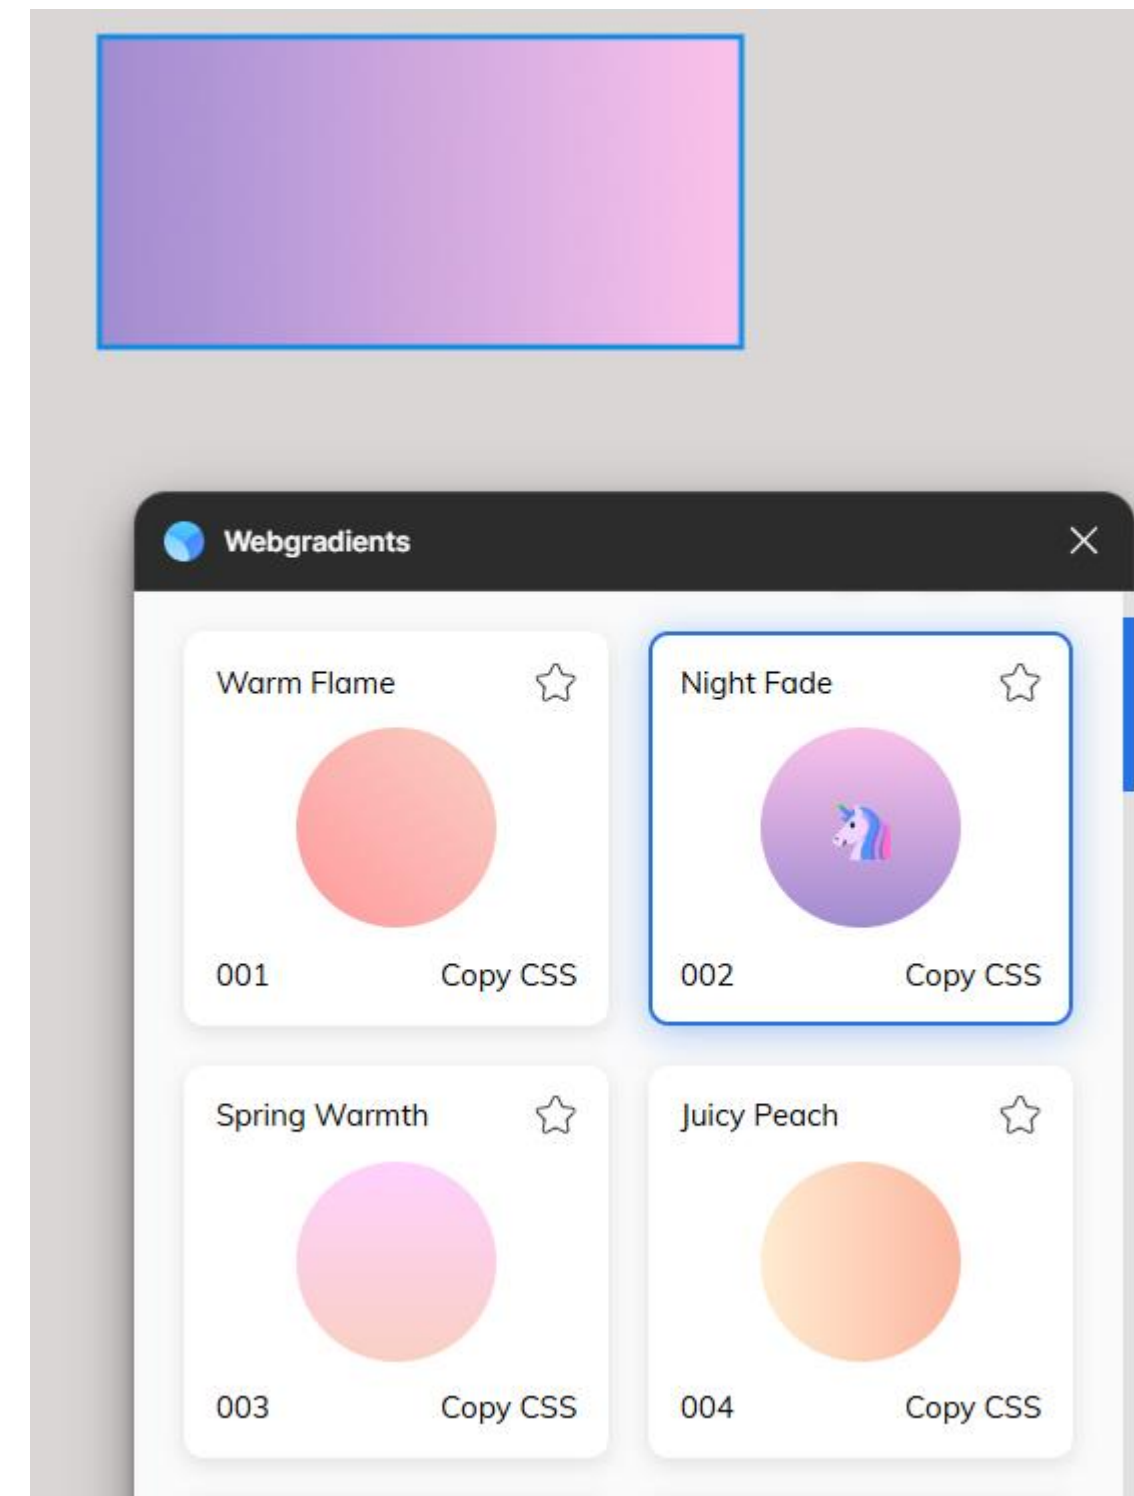 Webgradients
Warm Flame
Night Fade
001 Copy CSS
002 Copy CSS
Spring Warmth
Juicy Peach
003 Copy CSS
004 Copy CSS